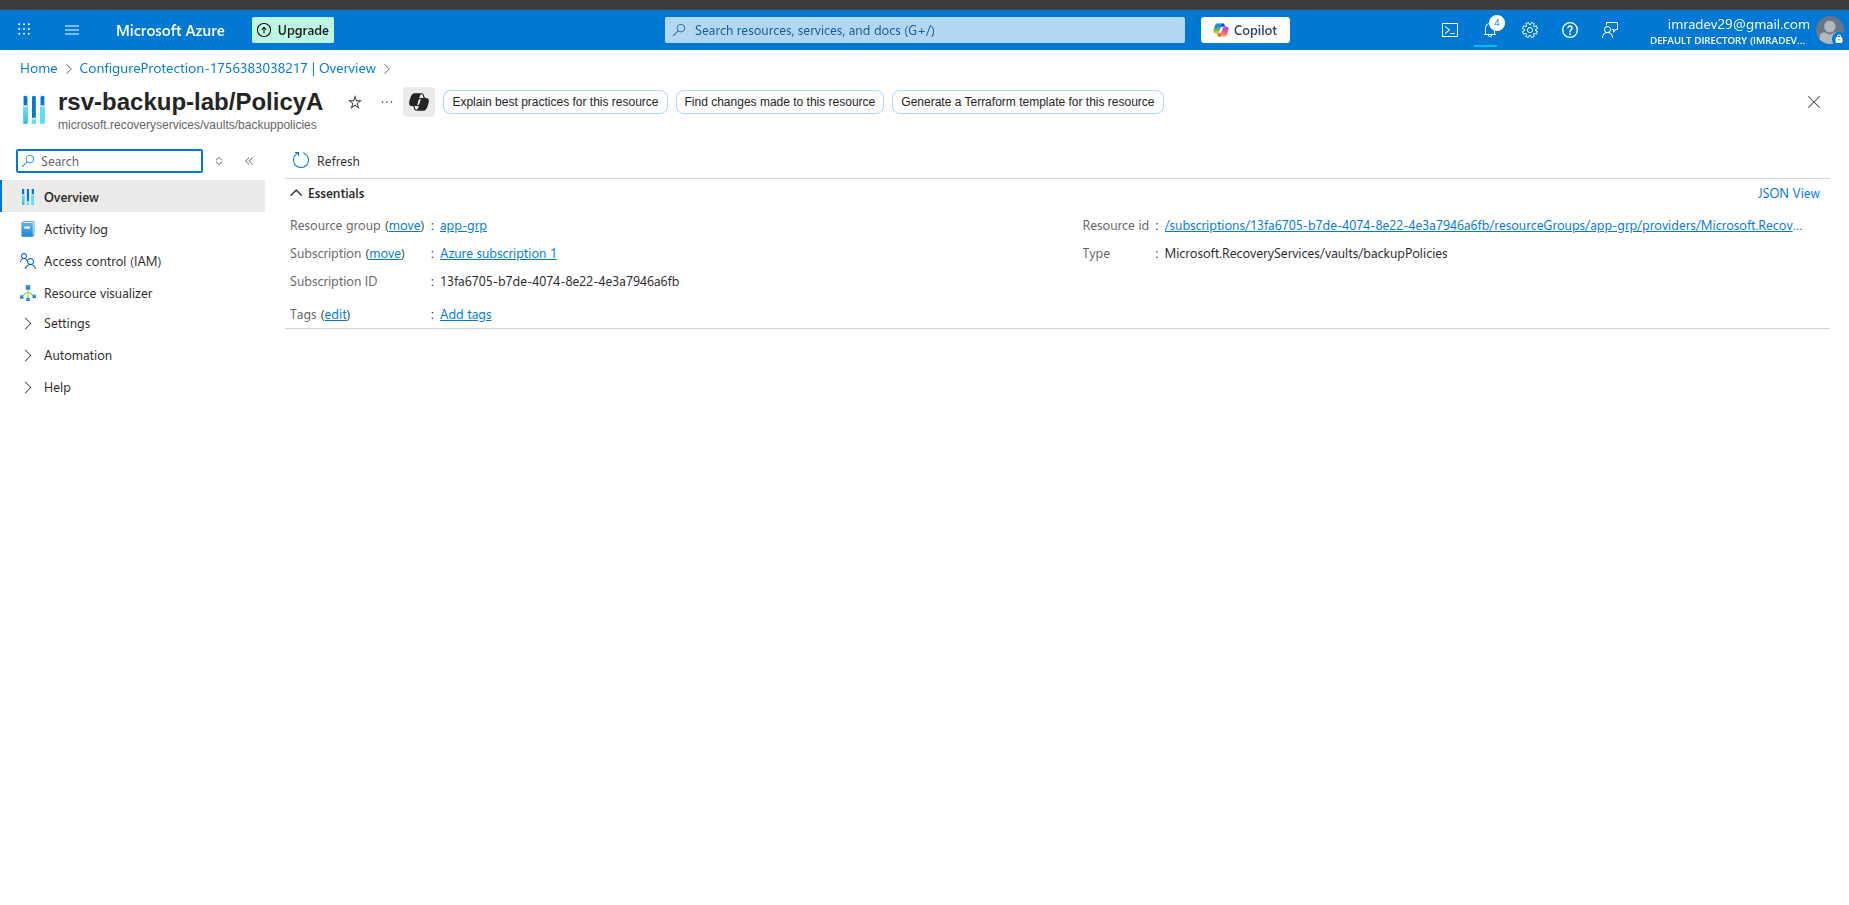 Microsoft Azure
Upgrade
Search resources, services, and docs (G+/)
Copilot
4
imradev29@gmail.com
DEFAULT DIRECTORY (IMRADEV...
Home > ConfigureProtection-1756383038217 | Overview >
rsv-backup-lab/PolicyA
microsoft.recoveryservices/vaults/backuppolicies
Explain best practices for this resource
Find changes made to this resource
Generate a Terraform template for this resource
Search
Overview
Activity log
Access control (IAM)
Resource visualizer
Settings
Automation
Help
Refresh
Essentials
JSON View
Resource group (move) : app-grp
Subscription (move) : Azure subscription 1
Subscription ID : 13fa6705-b7de-4074-8e22-4e3a7946a6fb
Tags (edit) : Add tags
Resource id : /subscriptions/13fa6705-b7de-4074-8e22-4e3a7946a6fb/resourceGroups/app-grp/providers/Microsoft.Recov...
Type : Microsoft.RecoveryServices/vaults/backupPolicies